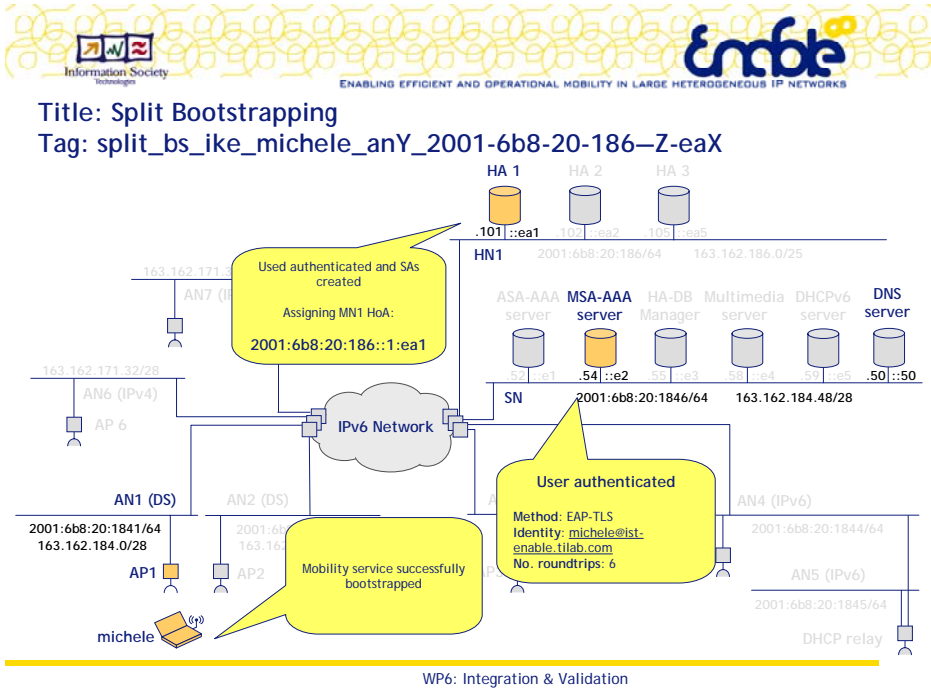 Information Society
Technologies
Enable
ENABLING EFFICIENT AND OPERATIONAL MOBILITY IN LARGE HETEROGENEOUS IP NETWORKS
Title: Split Bootstrapping
Tag: split_bs_ike_michele_anY_2001-6b8-20-186—Z-eaX
HA 1
HA 2
HA 3
.101 ::ea1
.102 ::ea2
.105 ::ea5
HN1
2001:6b8:20:186/64
163.162.186.0/25
Used authenticated and SAs
created
Assigning MN1 HoA:
2001:6b8:20:186::1:ea1
163.162.171.3
AN7 (IP
ASA-AAA
server
MSA-AAA
server
HA-DB
Manager
Multimedia
server
DHCPv6
server
DNS
server
.52 ::e1
.54 ::e2
.55 ::e3
.58 ::e4
.59 ::e5
.50 ::50
SN
2001:6b8:20:1846/64
163.162.184.48/28
163.162.171.32/28
AN6 (IPv4)
AP 6
IPv6 Network
User authenticated
Method: EAP-TLS
Identity: michele@ist-
enable.tilab.com
No. roundtrips: 6
AN1 (DS)
2001:6b8:20:1841/64
163.162.184.0/28
AP1
AN2 (DS)
2001:6b
163.162
AP2
A
AP3
AN4 (IPv6)
2001:6b8:20:1844/64
AN5 (IPv6)
2001:6b8:20:1845/64
DHCP relay
Mobility service successfully
bootstrapped
michele
WP6: Integration & Validation